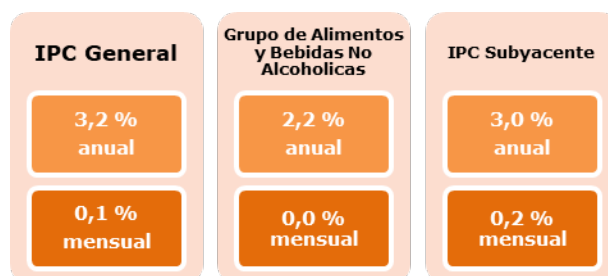 IPC General
3,2 %
anual
0,1 %
mensual
Grupo de Alimentos
y Bebidas No
Alcoholicas
2,2 %
anual
0,0 %
mensual
IPC Subyacente
3,0 %
anual
0,2 %
mensual